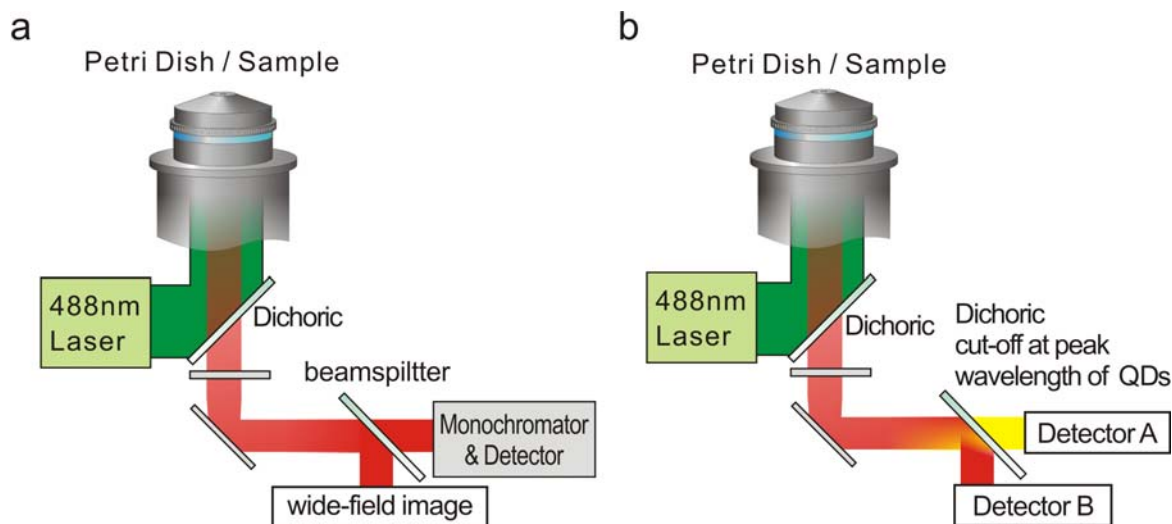 a
Petri Dish / Sample
488nm
Laser
Dichoric
beamspiltter
Monochromator
& Detector
wide-field image
b
Petri Dish / Sample
488nm
Laser
Dichoric
Dichoric
cut-off at peak
wavelength of QDs
Detector A
Detector B